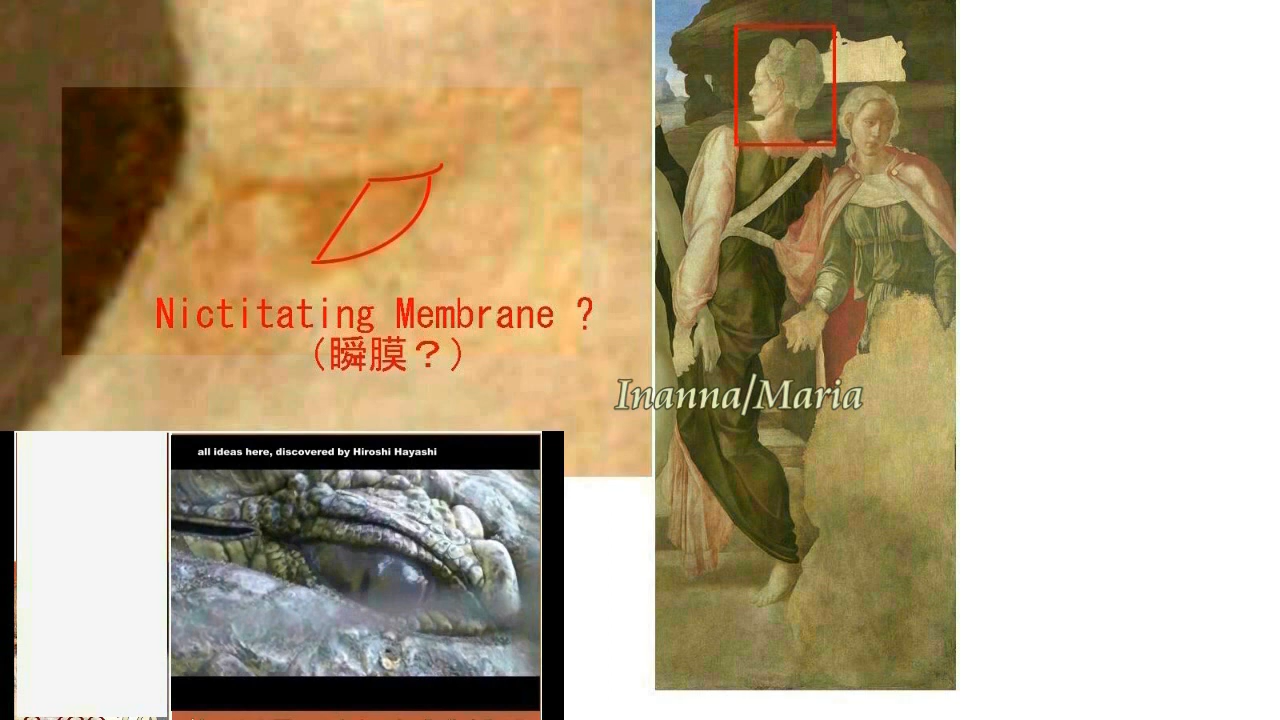 Nictitating Membrane ?
(瞬膜？)
Inanna/Maria
all ideas here, discovered by Hiroshi Hayashi